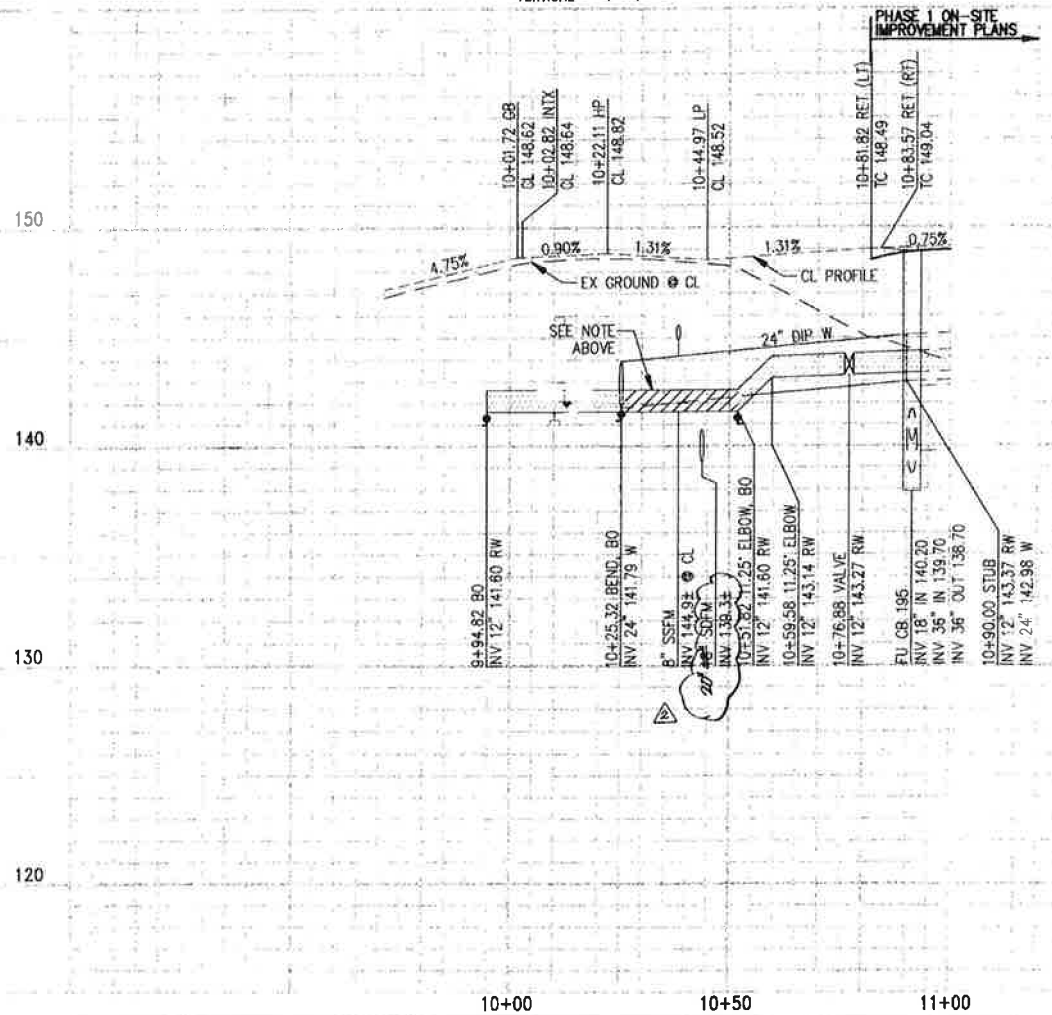 PHASE 1 ON-SITE
IMPROVEMENT PLANS
10+01.72 GB
CL 148.62
10+02.82 INTX
CL 148.64
10+22.11 HP
CL 148.82
10+44.97 LP
CL 148.52
10+81.82 RET (LT)
TC 148.49
10+83.57 RET (RT)
TC 149.04
150
4.75%
0.90%
1.31%
1.31%
0.75%
EX GROUND @ CL
CL PROFILE
SEE NOTE
ABOVE
24" DIP W
140
9+94.82 BO
INV 12" 141.60 RW
10+25.32 BEND, BO
INV 24" 141.79 W
8" SSFM
INV 144.9± @ CL
20" SDFM
INV 139.3±
10+51.82 11.25° ELBOW, BO
INV 12" 141.60 RW
10+59.58 11.25° ELBOW
INV 12" 143.14 RW
10+76.88 VALVE
INV 12" 143.27 RW
FU CB 195
INV 18" IN 140.20
INV 36" IN 139.70
INV 36" OUT 138.70
10+90.00 STUB
INV 12" 143.37 RW
INV 24" 142.98 W
130
2
120
10+00
10+50
11+00